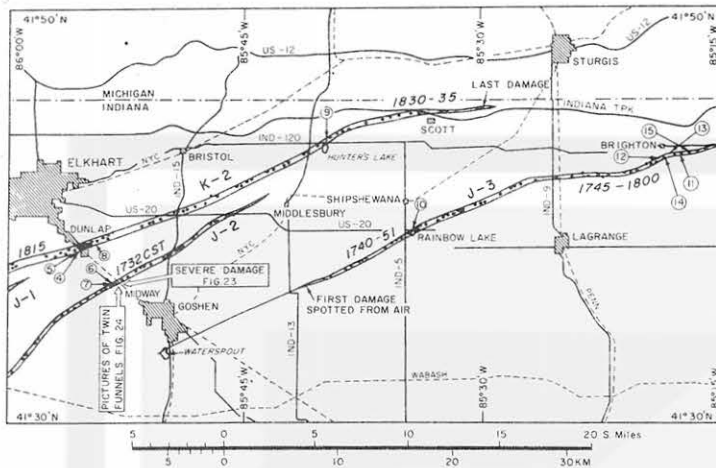 41°50'N
86°00'W
85°45'W
85°30'W
85°15'W
41°50'N
US-12
US-12
STURGIS
MICHIGAN
INDIANA
LAST DAMAGE
1830-35
INDIANA TPK
SCOTT
9
IND-120
HUNTER'S LAKE
BRIGHTON
15
13
12
14
11
ELKHART
NYC
BRISTOL
IND-15
K-2
J-3
1745-1800
IND-9
SHIPSHEWANA
10
MIDDLESBURY
US-20
US-20
DUNLAP
J-2
NYC
1740-51
RAINBOW LAKE
LAGRANGE
1815
5
4
8
6
7
1732 CST
SEVERE DAMAGE
FIG. 23
MIDWAY
J-1
GOSHEN
IND-5
FIRST DAMAGE
SPOTTED FROM AIR
PENN
PICTURES OF TWIN
FUNNELS FIG. 24
WATERSPOUT
IND-13
WABASH
41°30'N
85°45'W
85°30'W
85°15'W
41°30'N
5 0 5 10 15 20 S. Miles
5 0 10 20 30 KM